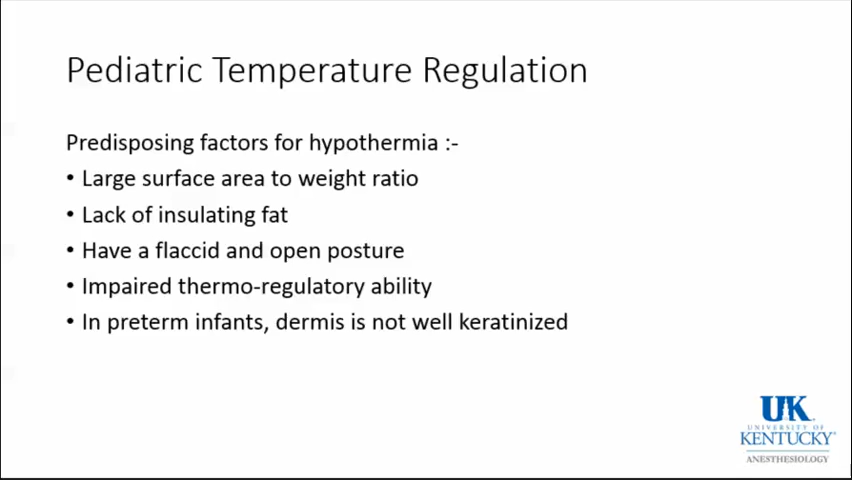 Pediatric Temperature Regulation
Predisposing factors for hypothermia :-
• Large surface area to weight ratio
• Lack of insulating fat
• Have a flaccid and open posture
• Impaired thermo-regulatory ability
• In preterm infants, dermis is not well keratinized
UK
UNIVERSITY OF
KENTUCKY
ANESTHESIOLOGY